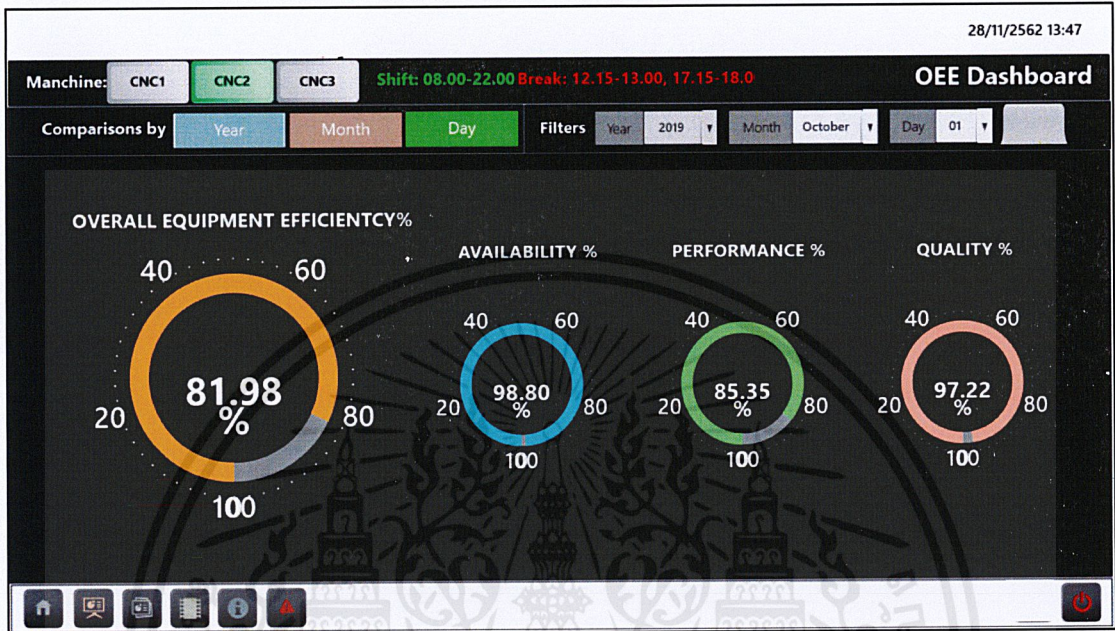 28/11/2562 13:47
Manchine: CNC1 CNC2 CNC3 Shift: 08.00-22.00 Break: 12.15-13.00, 17.15-18.0 OEE Dashboard
Comparisons by Year Month Day Filters Year 2019 Month October Day 01
OVERALL EQUIPMENT EFFICIENTCY%
AVAILABILITY % PERFORMANCE % QUALITY %
40 60
40 60 40 60 40 60
81.98
%
98.80
%
85.35
%
97.22
%
20 80 20 80 20 80 20 80
100 100 100
100